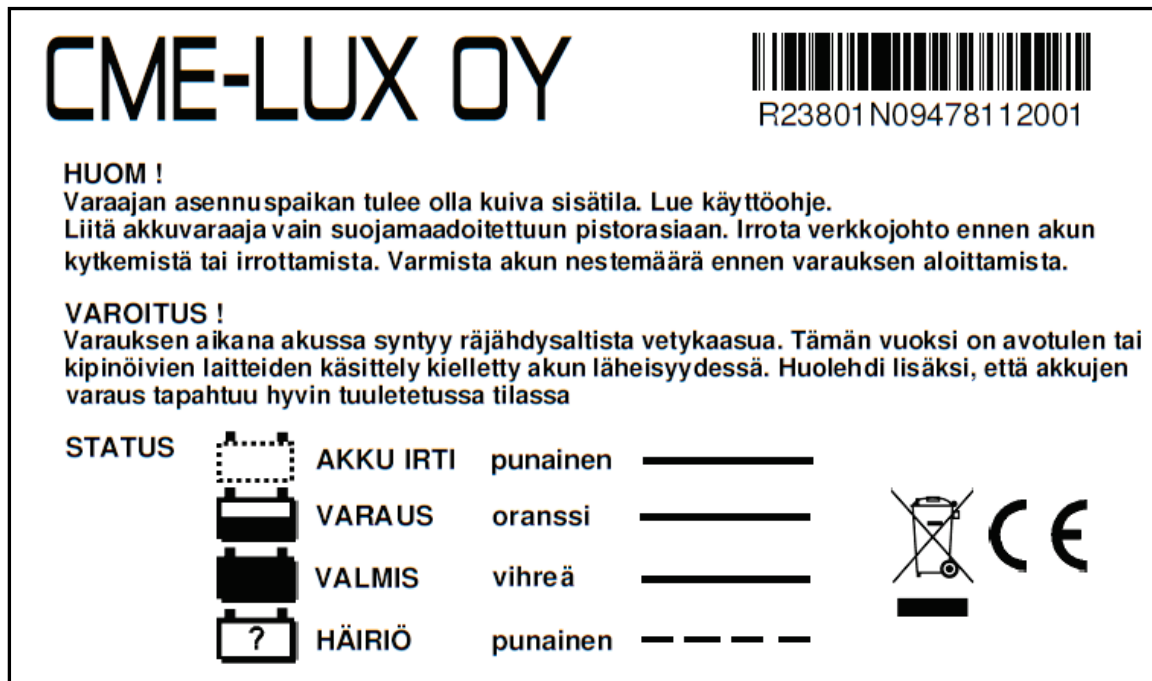 CME-LUX OY
R23801N09478112001
HUOM !
Varaajan asennuspaikan tulee olla kuiva sisätila. Lue käyttöohje.
Liitä akkuvaraaja vain suojamaadoitettuun pistorasiaan. Irrota verkkojohto ennen akun
kytkemistä tai irrottamista. Varmista akun nestemäärä ennen varauksen aloittamista.
VAROITUS !
Varauksen aikana akussa syntyy räjähdysaltista vetykaasua. Tämän vuoksi on avotulen tai
kipinöivien laitteiden käsittely kielletty akun läheisyydessä. Huolehdi lisäksi, että akkujen
varaus tapahtuu hyvin tuuletetussa tilassa
STATUS
AKKU IRTI punainen
VARAUS oranssi
VALMIS vihreä
? HÄIRIÖ punainen
CE